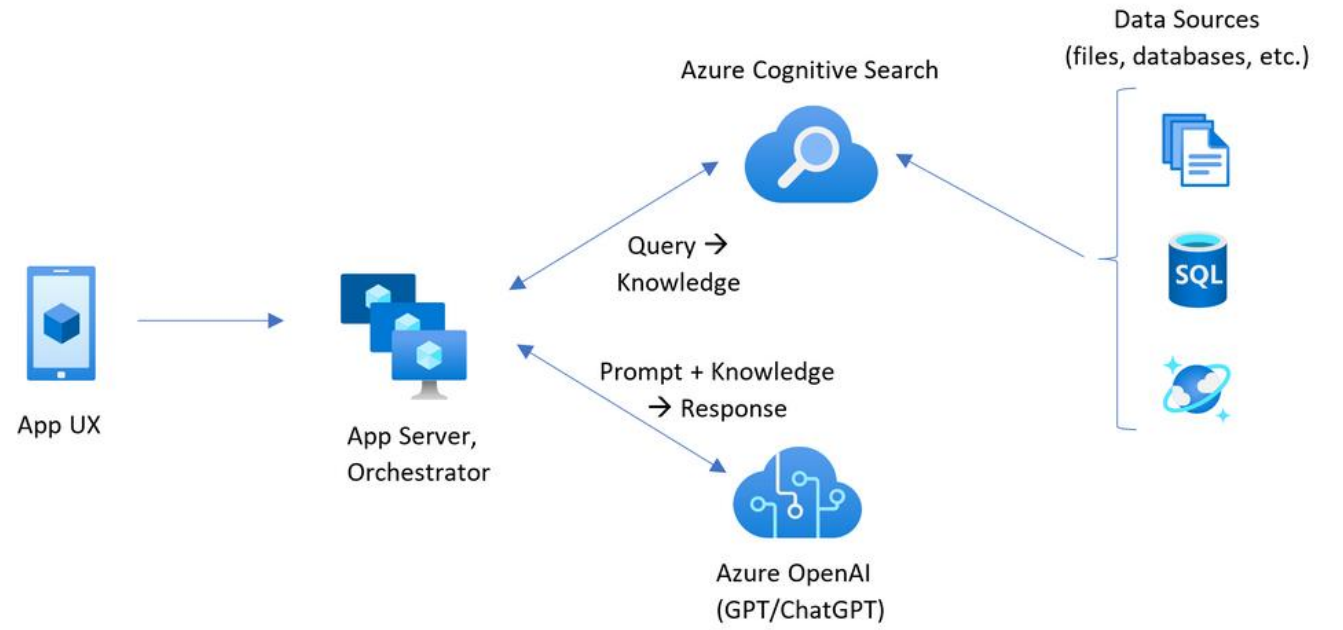 Data Sources
(files, databases, etc.)
Azure Cognitive Search
Query →
Knowledge
SQL
Prompt + Knowledge
→ Response
App UX
App Server,
Orchestrator
Azure OpenAI
(GPT/ChatGPT)